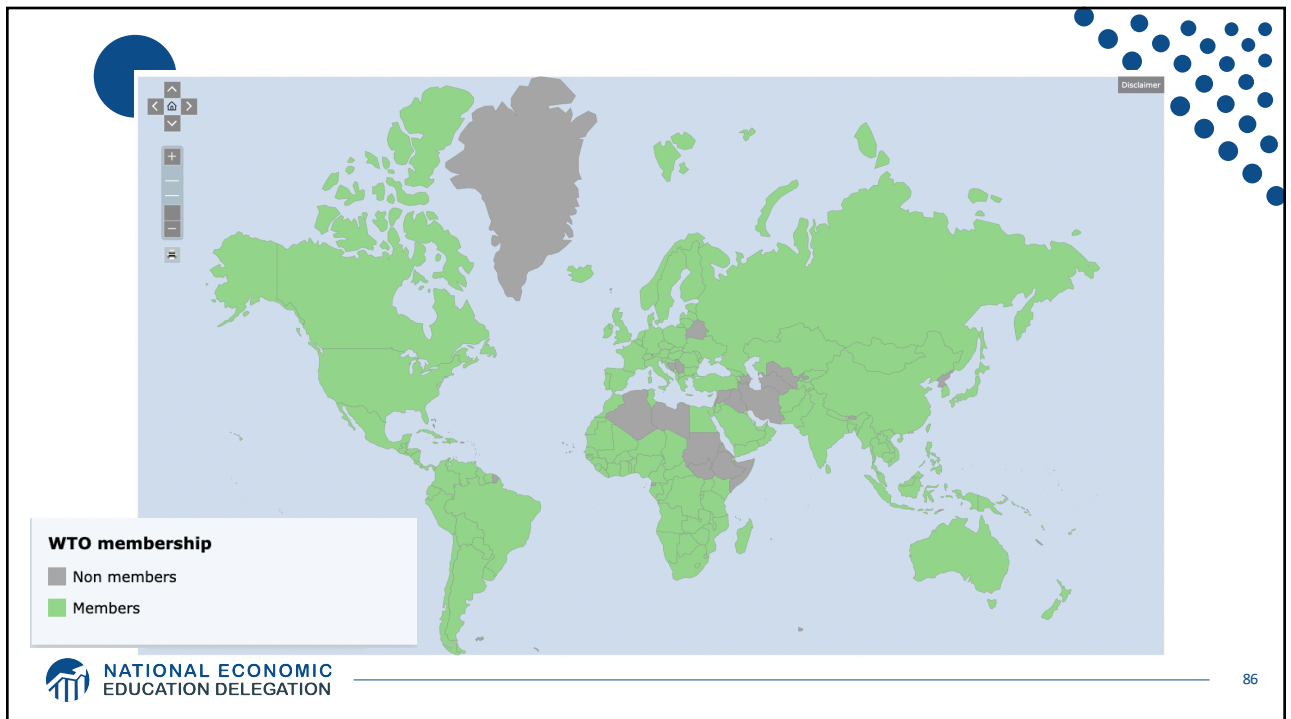 Disclaimer
WTO membership
Non members
Members
NATIONAL ECONOMIC
EDUCATION DELEGATION
86